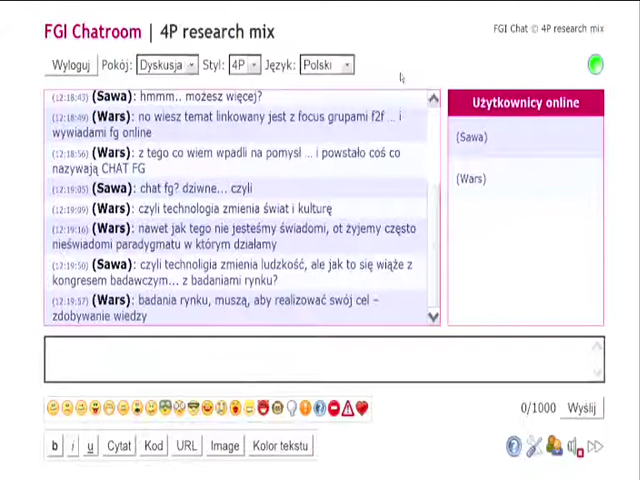 FGI Chatroom | 4P research mix
FGI Chat © 4P research mix
Wyloguj Pokój: Dyskusja Styl: 4P Język: Polski
(12:18:43) (Sawa): hmmm.. możesz więcej?
(12:18:49) (Wars): no wiesz temat linkowany jest z focus grupami f2f ... i
wywiadami fg online
(12:18:56) (Wars): z tego co wiem wpadli na pomysł ... i powstało coś co
nazywają CHAT FG
(12:19:05) (Sawa): chat fg? dziwne... czyli
(12:19:09) (Wars): czyli technologia zmienia świat i kulturę
(12:19:16) (Wars): nawet jak tego nie jesteśmy świadomi, ot żyjemy często
nieświadomi paradygmatu w którym działamy
(12:19:50) (Sawa): czyli technoligia zmienia ludzkość, ale jak to się wiąże z
kongresem badawczym... z badaniami rynku?
(12:19:57) (Wars): badania rynku, muszą, aby realizować swój cel –
zdobywanie wiedzy
Użytkownicy online
(Sawa)
(Wars)
0/1000 Wyślij
b i u Cytat Kod URL Image Kolor tekstu